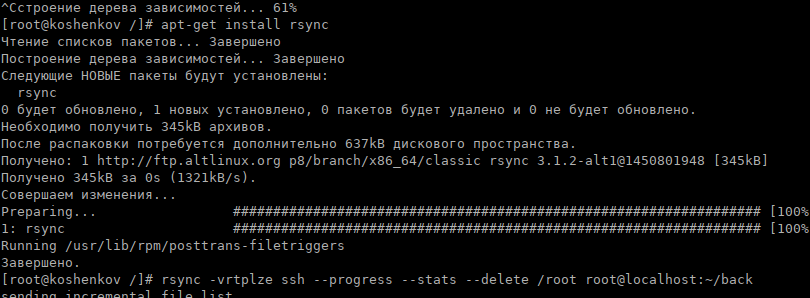 ^Сстроение дерева зависимостей... 61%
[root@koshenkov /]# apt-get install rsync
Чтение списков пакетов... Завершено
Построение дерева зависимостей... Завершено
Следующие НОВЫЕ пакеты будут установлены:
  rsync
0 будет обновлено, 1 новых установлено, 0 пакетов будет удалено и 0 не будет обновлено.
Необходимо получить 345kB архивов.
После распаковки потребуется дополнительно 637kB дискового пространства.
Получено: 1 http://ftp.altlinux.org p8/branch/x86_64/classic rsync 3.1.2-alt1@1450801948 [345kB]
Получено 345kB за 0s (1321kB/s).
Совершаем изменения...
Preparing... ################################################################## [100%
1: rsync ################################################################## [100%
Running /usr/lib/rpm/posttrans-filetriggers
Завершено.
[root@koshenkov /]# rsync -vrtplze ssh --progress --stats --delete /root root@localhost:~/back
sending incremental file list